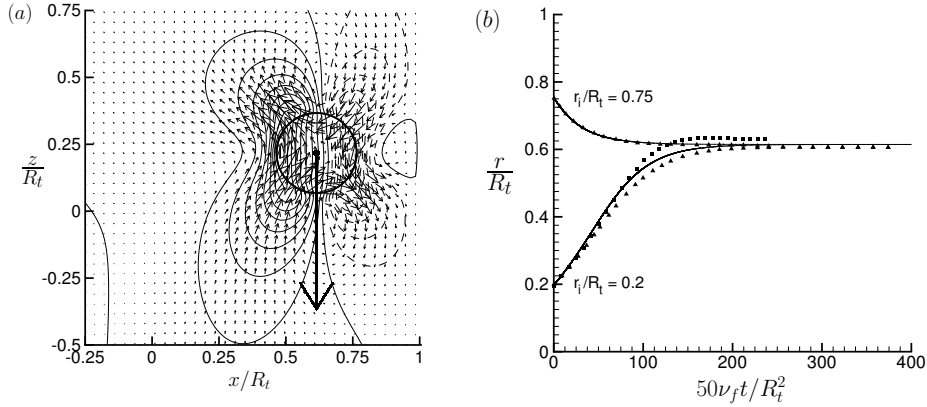 (a)
0.75
0.5
0.25
0
-0.25
-0.5
z/R_t
-0.25
0
0.25
0.5
0.75
1
x/R_t
(b)
1
0.8
0.6
0.4
0.2
0
r/R_t
r_i/R_t = 0.75
r_i/R_t = 0.2
0
100
200
300
400
50ν_f t/R_t^2